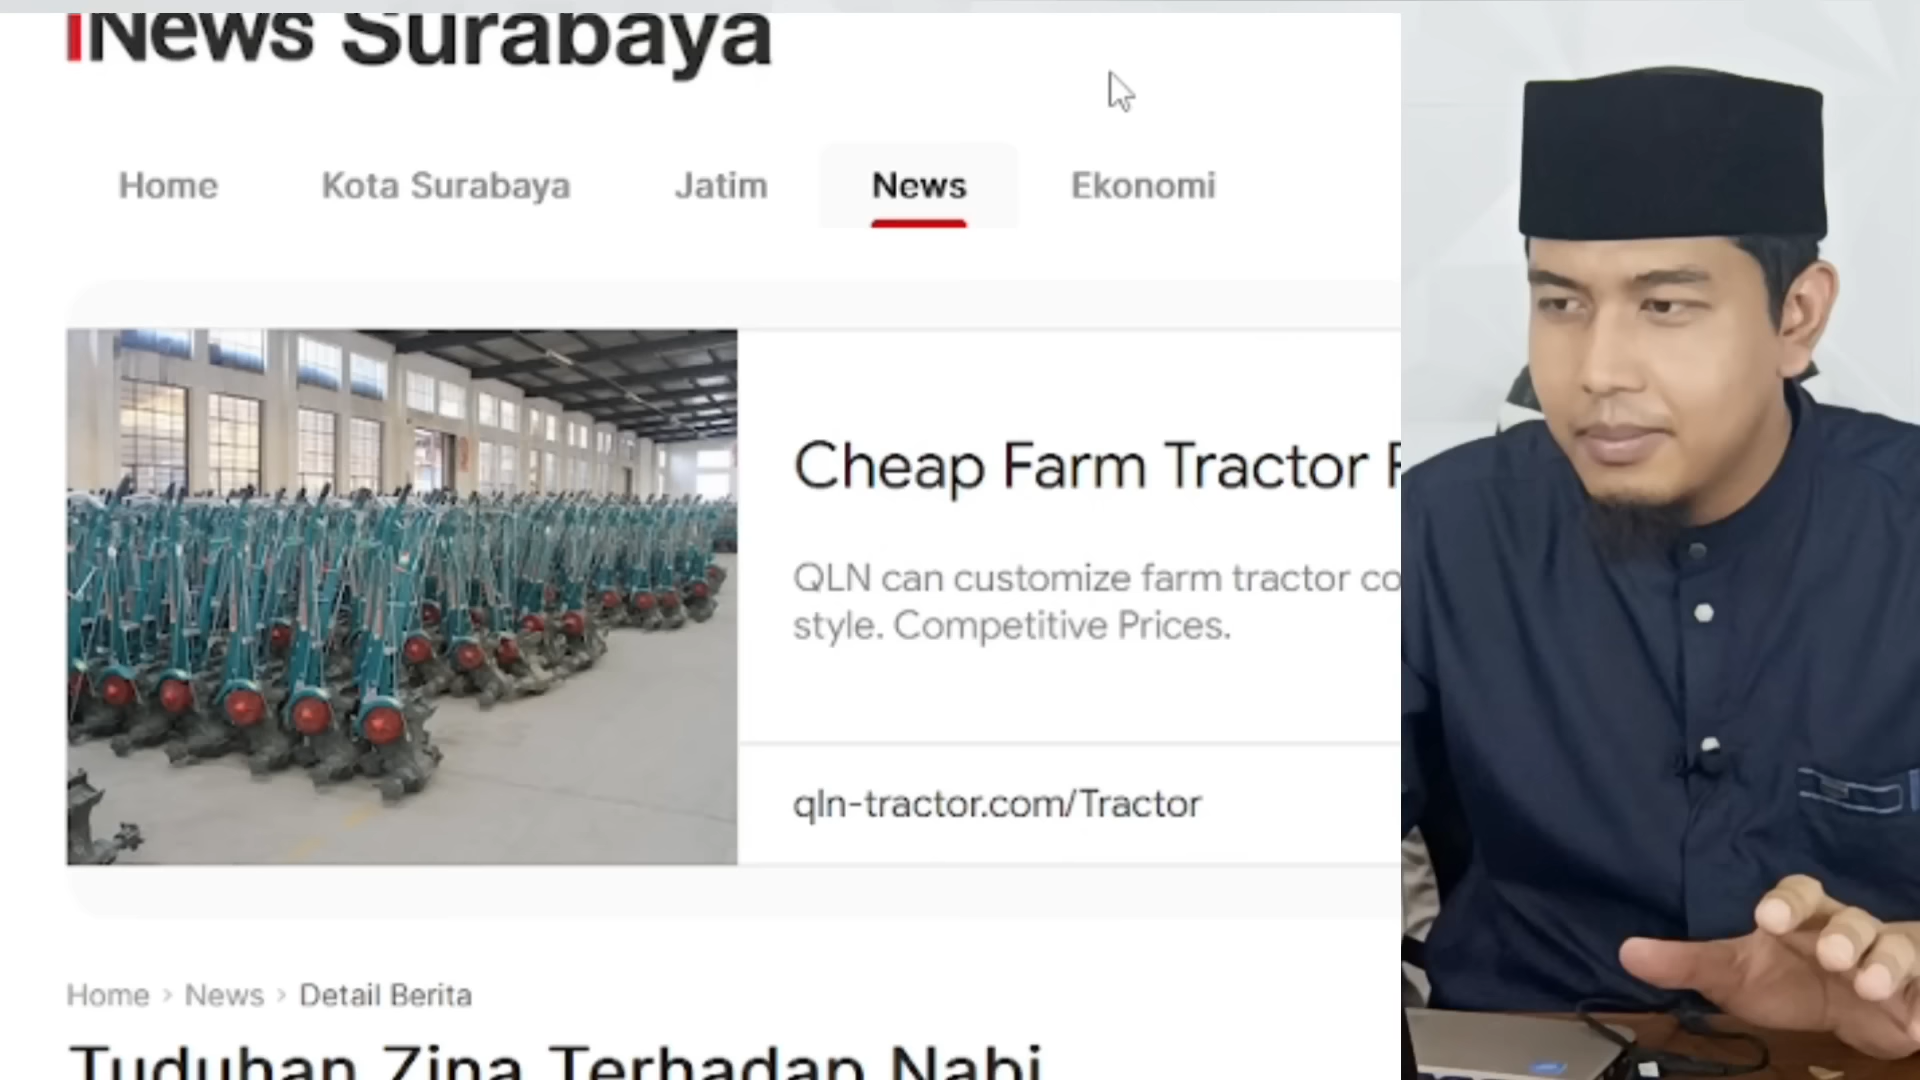 iNews Surabaya
Home Kota Surabaya Jatim News Ekonomi
Cheap Farm Tractor
QLN can customize farm tractor co
style. Competitive Prices.
qln-tractor.com/Tractor
Home > News > Detail Berita
Tuduhan Zina Terhadap Nabi